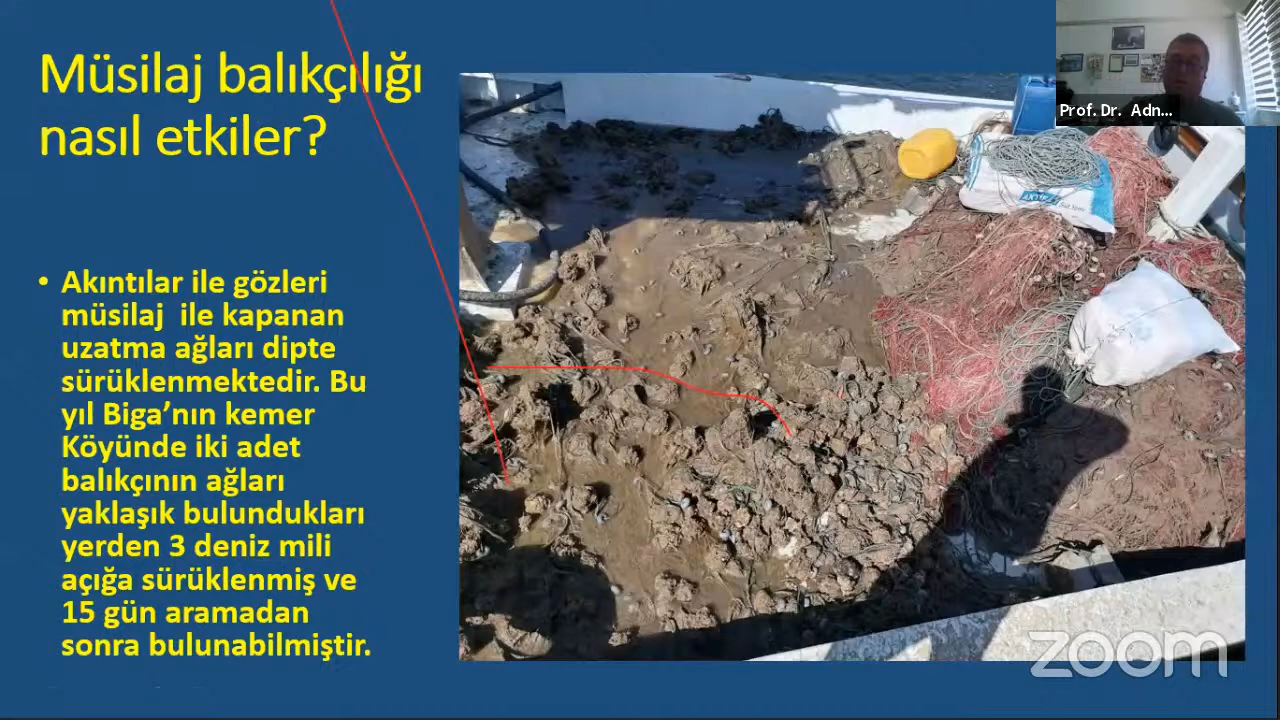 Müsilaj balıkçılığı
nasıl etkiler?
• Akıntılar ile gözleri
müsilaj ile kapanan
uzatma ağları dipte
sürüklenmektedir. Bu
yıl Biga’nın kemer
Köyünde iki adet
balıkçının ağları
yaklaşık bulundukları
yerden 3 deniz mili
açığa sürüklenmiş ve
15 gün aramadan
sonra bulunabilmiştir.
Prof. Dr. Adn...
zoom